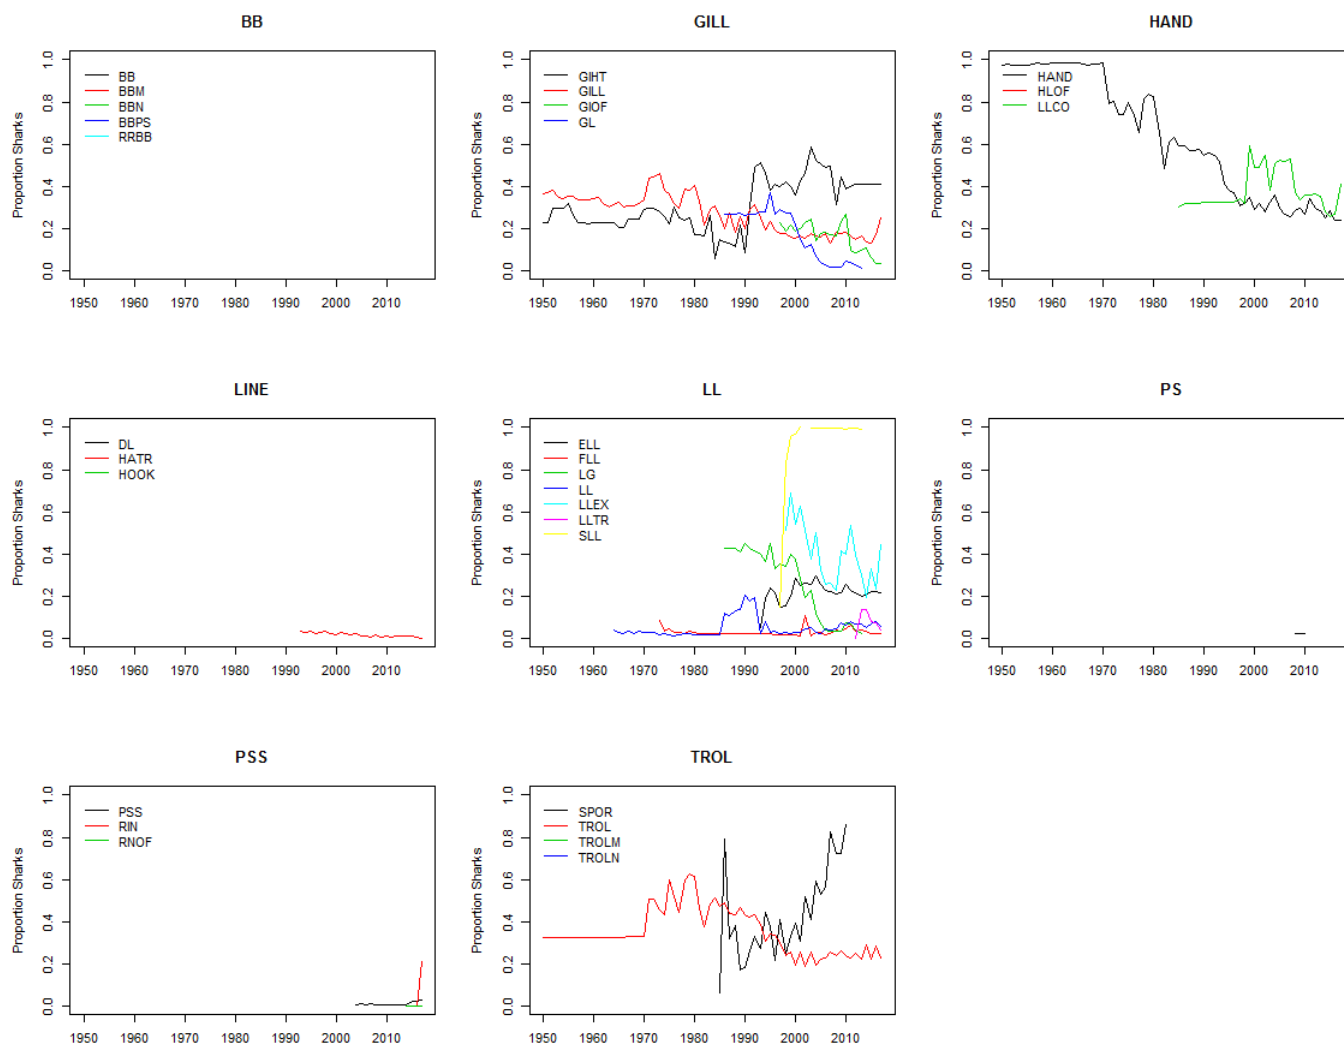 BB
GILL
HAND
Proportion Sharks
0.0 0.2 0.4 0.6 0.8 1.0
BB
BBM
BBN
BBPS
RRBB
1950 1960 1970 1980 1990 2000 2010
Proportion Sharks
0.0 0.2 0.4 0.6 0.8 1.0
GIHT
GILL
GIOF
GL
1950 1960 1970 1980 1990 2000 2010
Proportion Sharks
0.0 0.2 0.4 0.6 0.8 1.0
HAND
HLOF
LLCO
1950 1960 1970 1980 1990 2000 2010
LINE
LL
PS
Proportion Sharks
0.0 0.2 0.4 0.6 0.8 1.0
DL
HATR
HOOK
1950 1960 1970 1980 1990 2000 2010
Proportion Sharks
0.0 0.2 0.4 0.6 0.8 1.0
ELL
FLL
LG
LL
LLEX
LLTR
SLL
1950 1960 1970 1980 1990 2000 2010
Proportion Sharks
0.0 0.2 0.4 0.6 0.8 1.0
1950 1960 1970 1980 1990 2000 2010
PSS
TROL
Proportion Sharks
0.0 0.2 0.4 0.6 0.8 1.0
PSS
RIN
RNOF
1950 1960 1970 1980 1990 2000 2010
Proportion Sharks
0.0 0.2 0.4 0.6 0.8 1.0
SPOR
TROL
TROLM
TROLN
1950 1960 1970 1980 1990 2000 2010